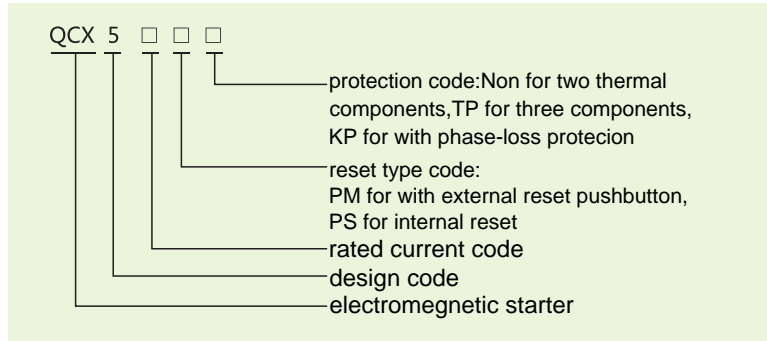 QCX 5 □ □ □
protection code:Non for two thermal
components,TP for three components,
KP for with phase-loss protecion
reset type code:
PM for with external reset pushbutton,
PS for internal reset
rated current code
design code
electromegnetic starter